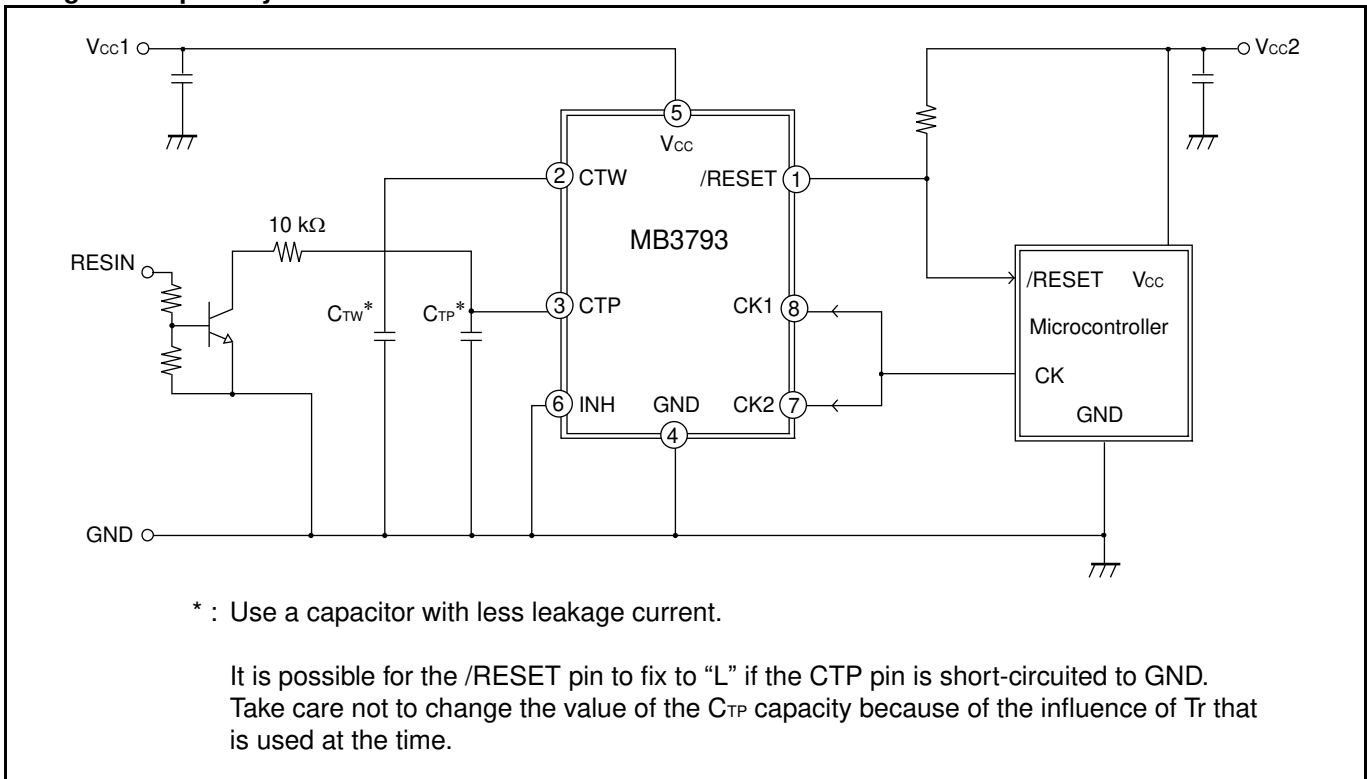 Vcc1
Vcc2
5
Vcc
2 CTW
/RESET 1
10 kΩ
MB3793
RESIN
/RESET Vcc
CTW*
CTP*
3 CTP
CK1 8
Microcontroller
CK
6 INH
GND
CK2 7
GND
4
GND
* : Use a capacitor with less leakage current.
It is possible for the /RESET pin to fix to “L” if the CTP pin is short-circuited to GND.
Take care not to change the value of the CTP capacity because of the influence of Tr that
is used at the time.